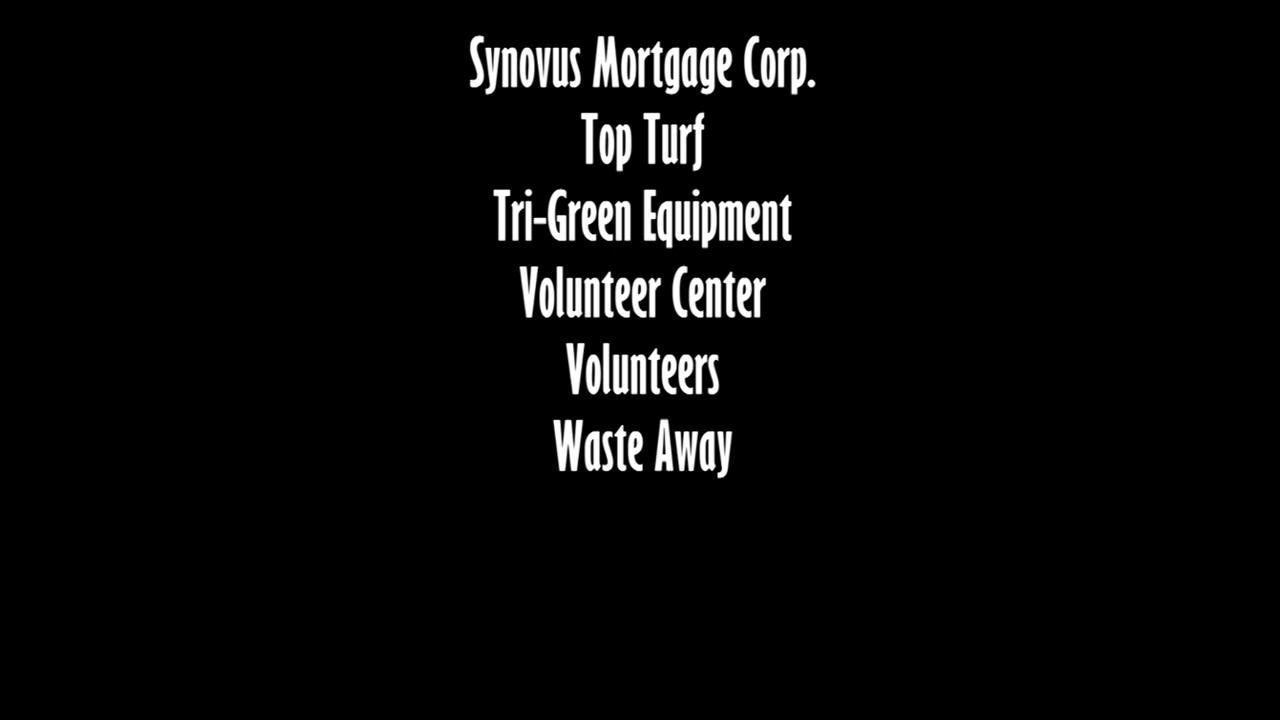 Synovus Mortgage Corp.
Top Turf
Tri-Green Equipment
Volunteer Center
Volunteers
Waste Away